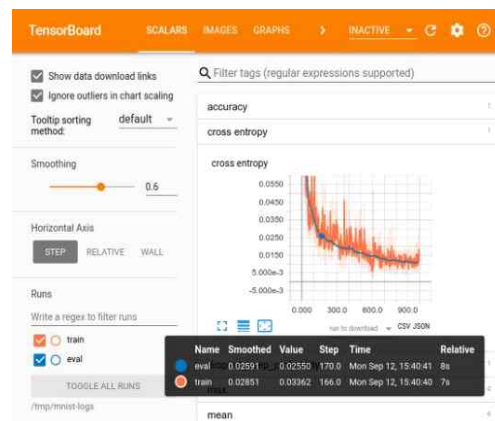 TensorBoard SCALARS IMAGES GRAPHS INACTIVE
Show data download links
Ignore outliers in chart scaling
Tooltip sorting method: default
Smoothing
0.6
Horizontal Axis
STEP RELATIVE WALL
Runs
Write a regex to filter runs
train
eval
TOGGLE ALL RUNS
/tmp/mnist-logs
Filter tags (regular expressions supported)
accuracy
cross entropy
cross entropy
0.0550
0.0450
0.0350
0.0250
0.0150
5.000e-3
-5.000e-3
0.000 300.0 600.0 900.0
run to download CSV JSON
Name Smoothed Value Step Time Relative
eval 0.02591 0.02550 170.0 Mon Sep 12, 15:40:41 8s
train 0.02851 0.03362 166.0 Mon Sep 12, 15:40:40 7s
mean